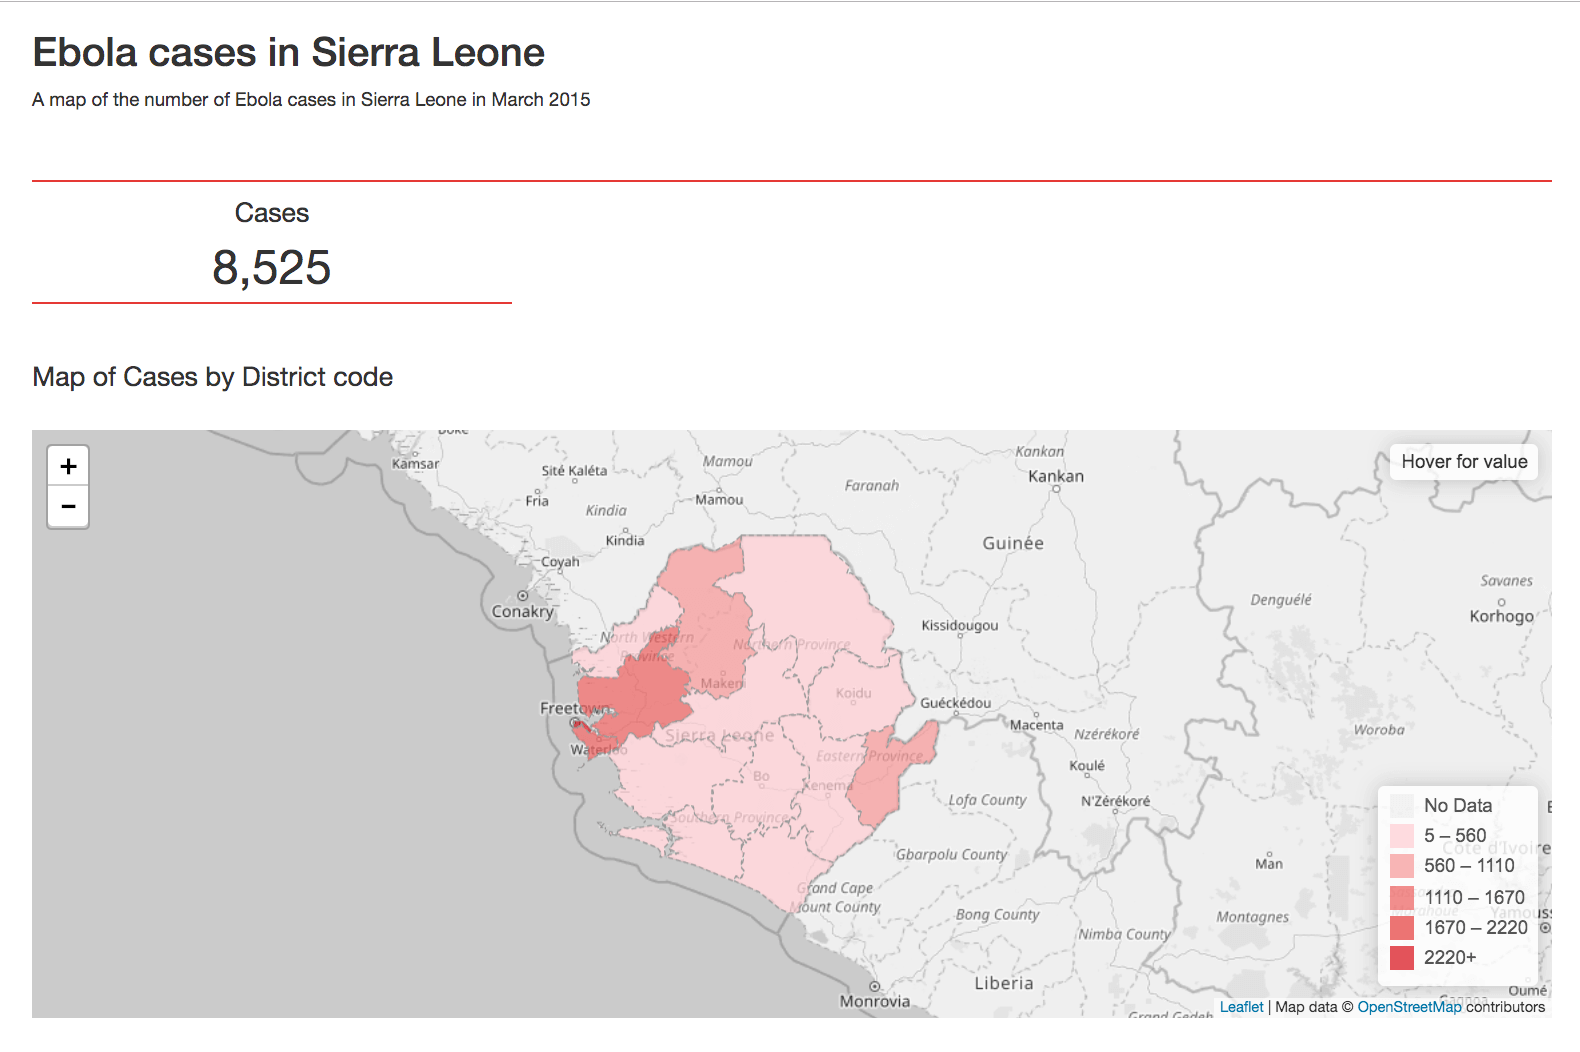 Ebola cases in Sierra Leone
A map of the number of Ebola cases in Sierra Leone in March 2015
Cases
8,525
Map of Cases by District code
+
−
Hover for value
Boké
Kamsar
Sité Kaléta
Fria
Kindia
Kindia
Mamou
Mamou
Faranah
Kankan
Kankan
Coyah
Conakry
Guinée
Savanes
Korhogo
Denguélé
Kissidougou
North Western
Province
Northern Province
Makeni
Koidu
Guéckédou
Freetown
Waterloo
Sierra Leone
Macenta
Nzérékoré
Woroba
Eastern Province
Bo
Kenema
Koulé
N'Zérékoré
Lofa County
Southern Province
Gbarpolu County
Man
Grand Cape
Mount County
Bong County
Nimba County
Montagnes
Liberia
Monrovia
Grand Gedeh
Côte d'Ivoire
Oumé
No Data
5 – 560
560 – 1110
1110 – 1670
1670 – 2220
2220+
Leaflet | Map data © OpenStreetMap contributors